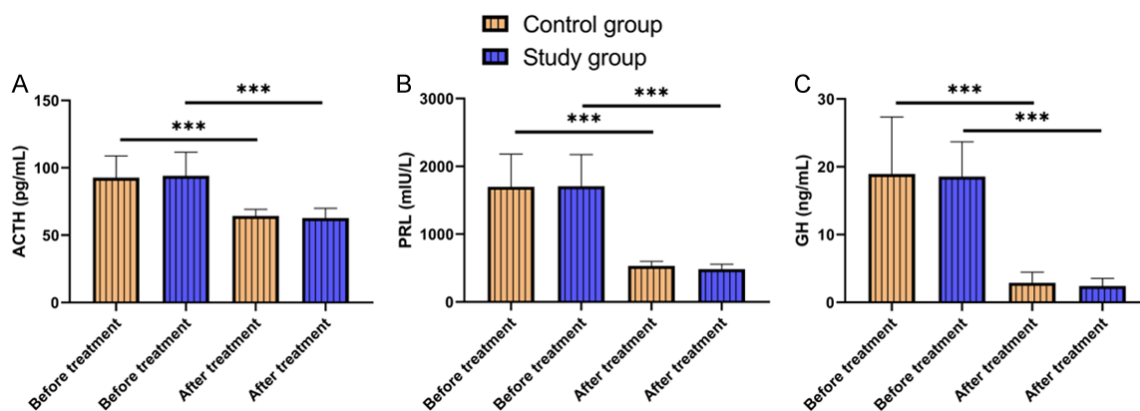 Control group
Study group
A
150
100
50
0
ACTH (pg/mL)
***
***
Before treatment
Before treatment
After treatment
After treatment
B
3000
2000
1000
0
PRL (mIU/L)
***
***
Before treatment
Before treatment
After treatment
After treatment
C
30
20
10
0
GH (ng/mL)
***
***
Before treatment
Before treatment
After treatment
After treatment